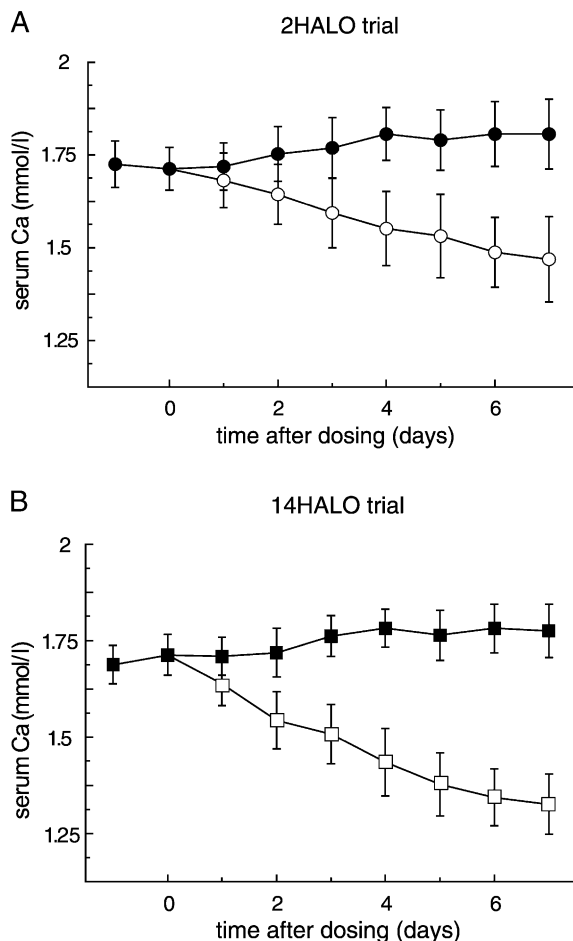 A
2HALO trial
2
1.75
1.5
1.25
serum Ca (mmol/l)
0 2 4 6
time after dosing (days)
B
14HALO trial
2
1.75
1.5
1.25
serum Ca (mmol/l)
0 2 4 6
time after dosing (days)